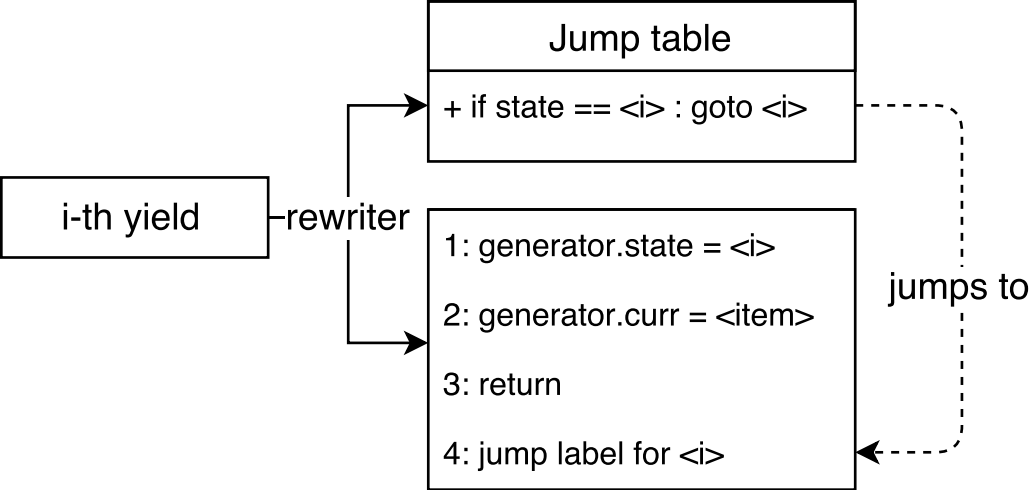 Jump table
+ if state == <i> : goto <i>
i-th yield
rewriter
1: generator.state = <i>
2: generator.curr = <item>
3: return
4: jump label for <i>
jumps to